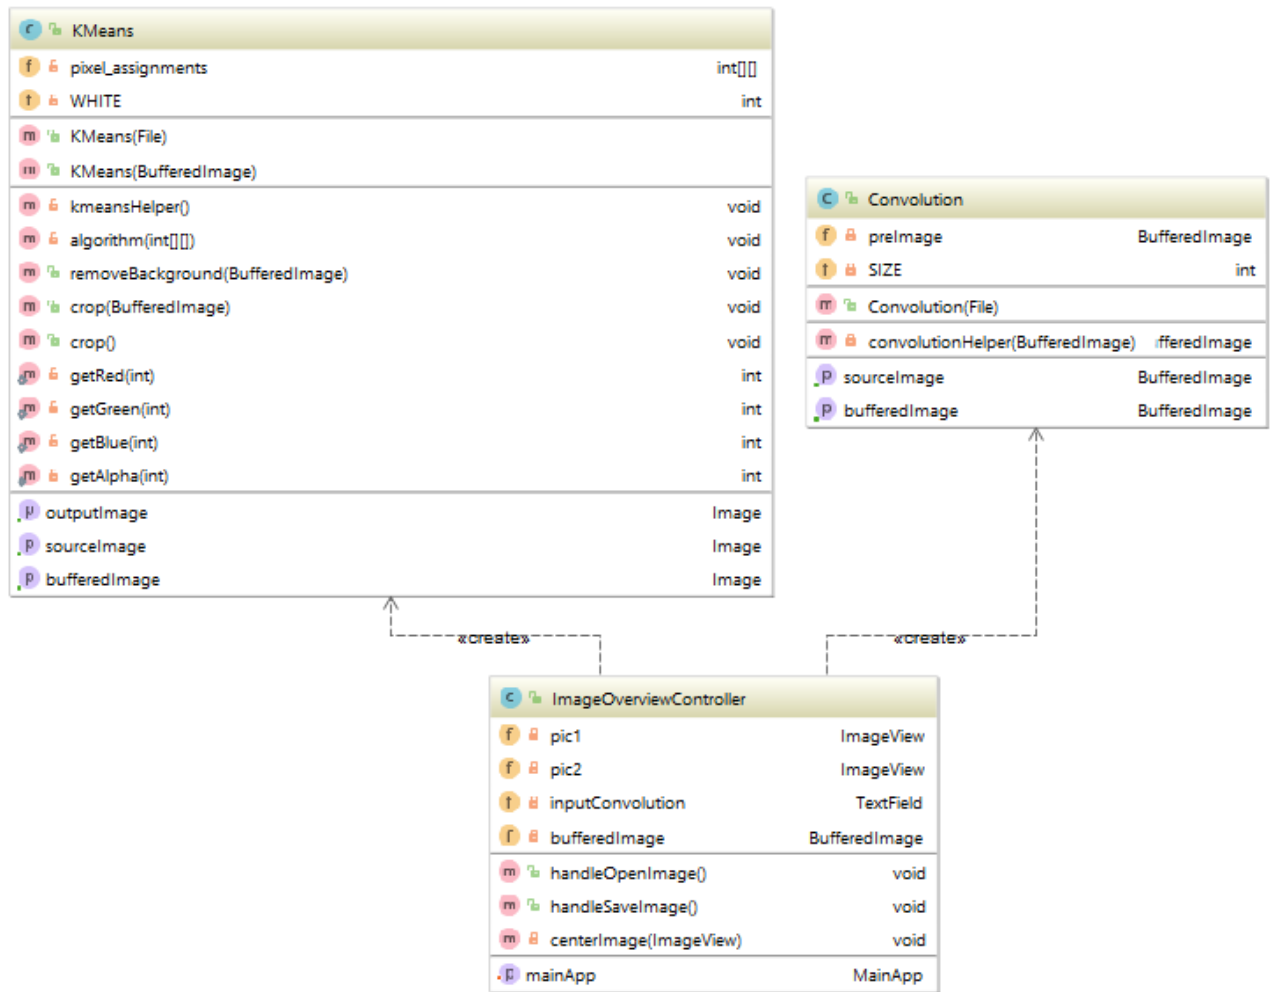 KMeans
pixel_assignments int[][]
WHITE int
KMeans(File)
KMeans(BufferedImage)
kmeansHelper() void
algorithm(int[][]) void
removeBackground(BufferedImage) void
crop(BufferedImage) void
crop() void
getRed(int) int
getGreen(int) int
getBlue(int) int
getAlpha(int) int
outputImage Image
sourceImage Image
bufferedImage Image
Convolution
preImage BufferedImage
SIZE int
Convolution(File)
convolutionHelper(BufferedImage) fferedImage
sourceImage BufferedImage
bufferedImage BufferedImage
«create»
«create»
ImageOverviewController
pic1 ImageView
pic2 ImageView
inputConvolution TextField
bufferedImage BufferedImage
handleOpenImage() void
handleSaveImage() void
centerImage(ImageView) void
mainApp MainApp